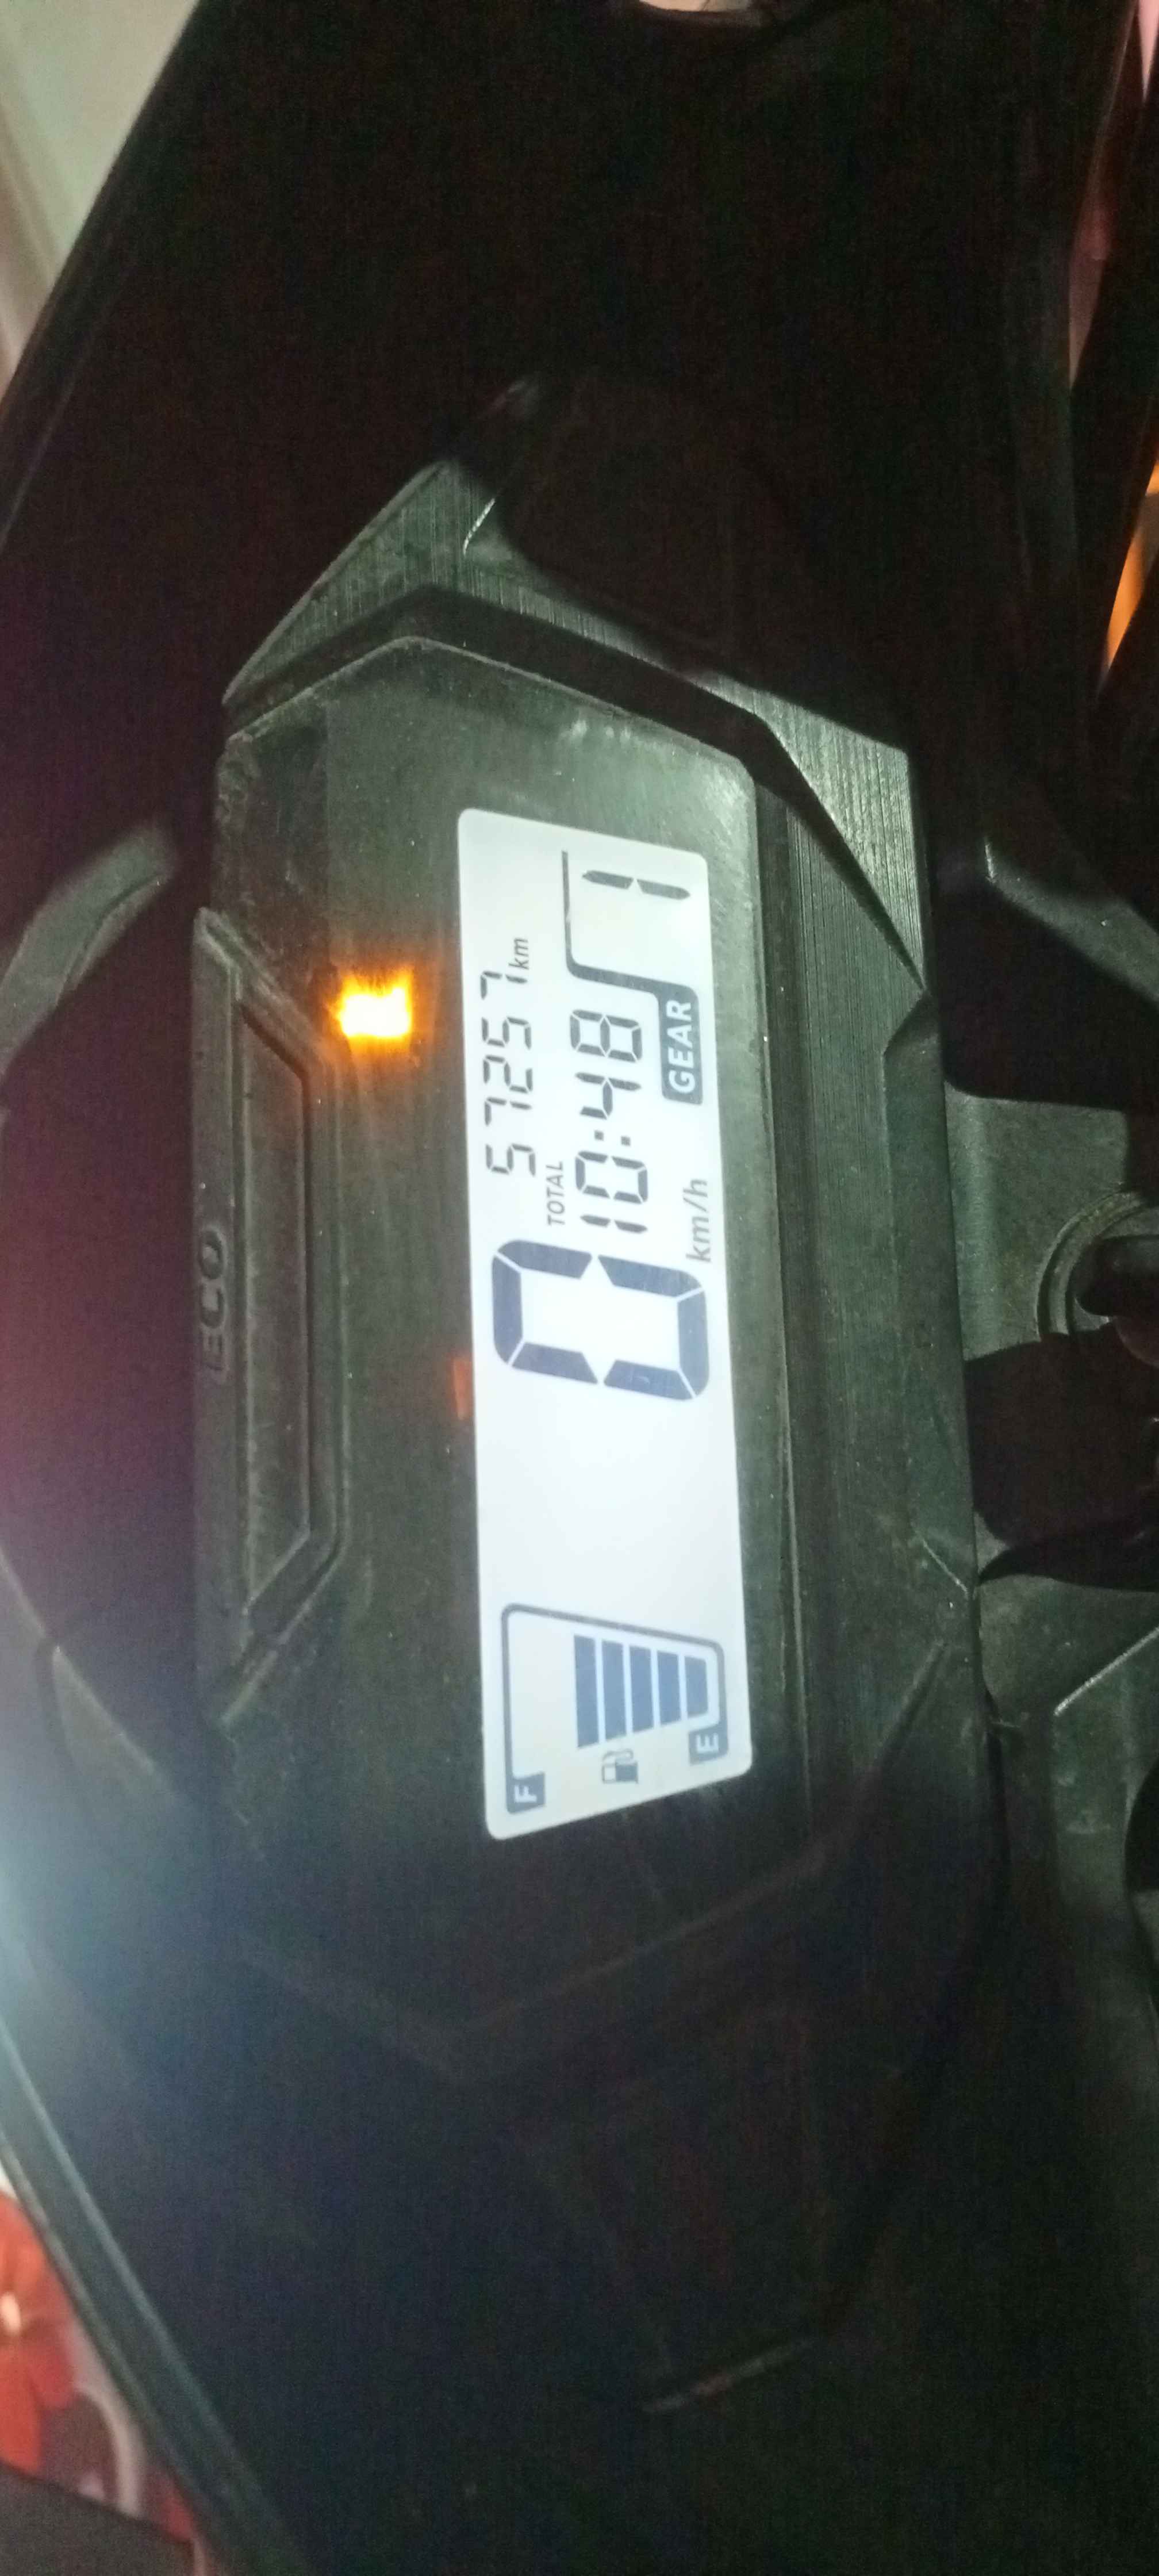 ECO
57257 km
TOTAL
10:48
0 km/h
GEAR 1
F
E